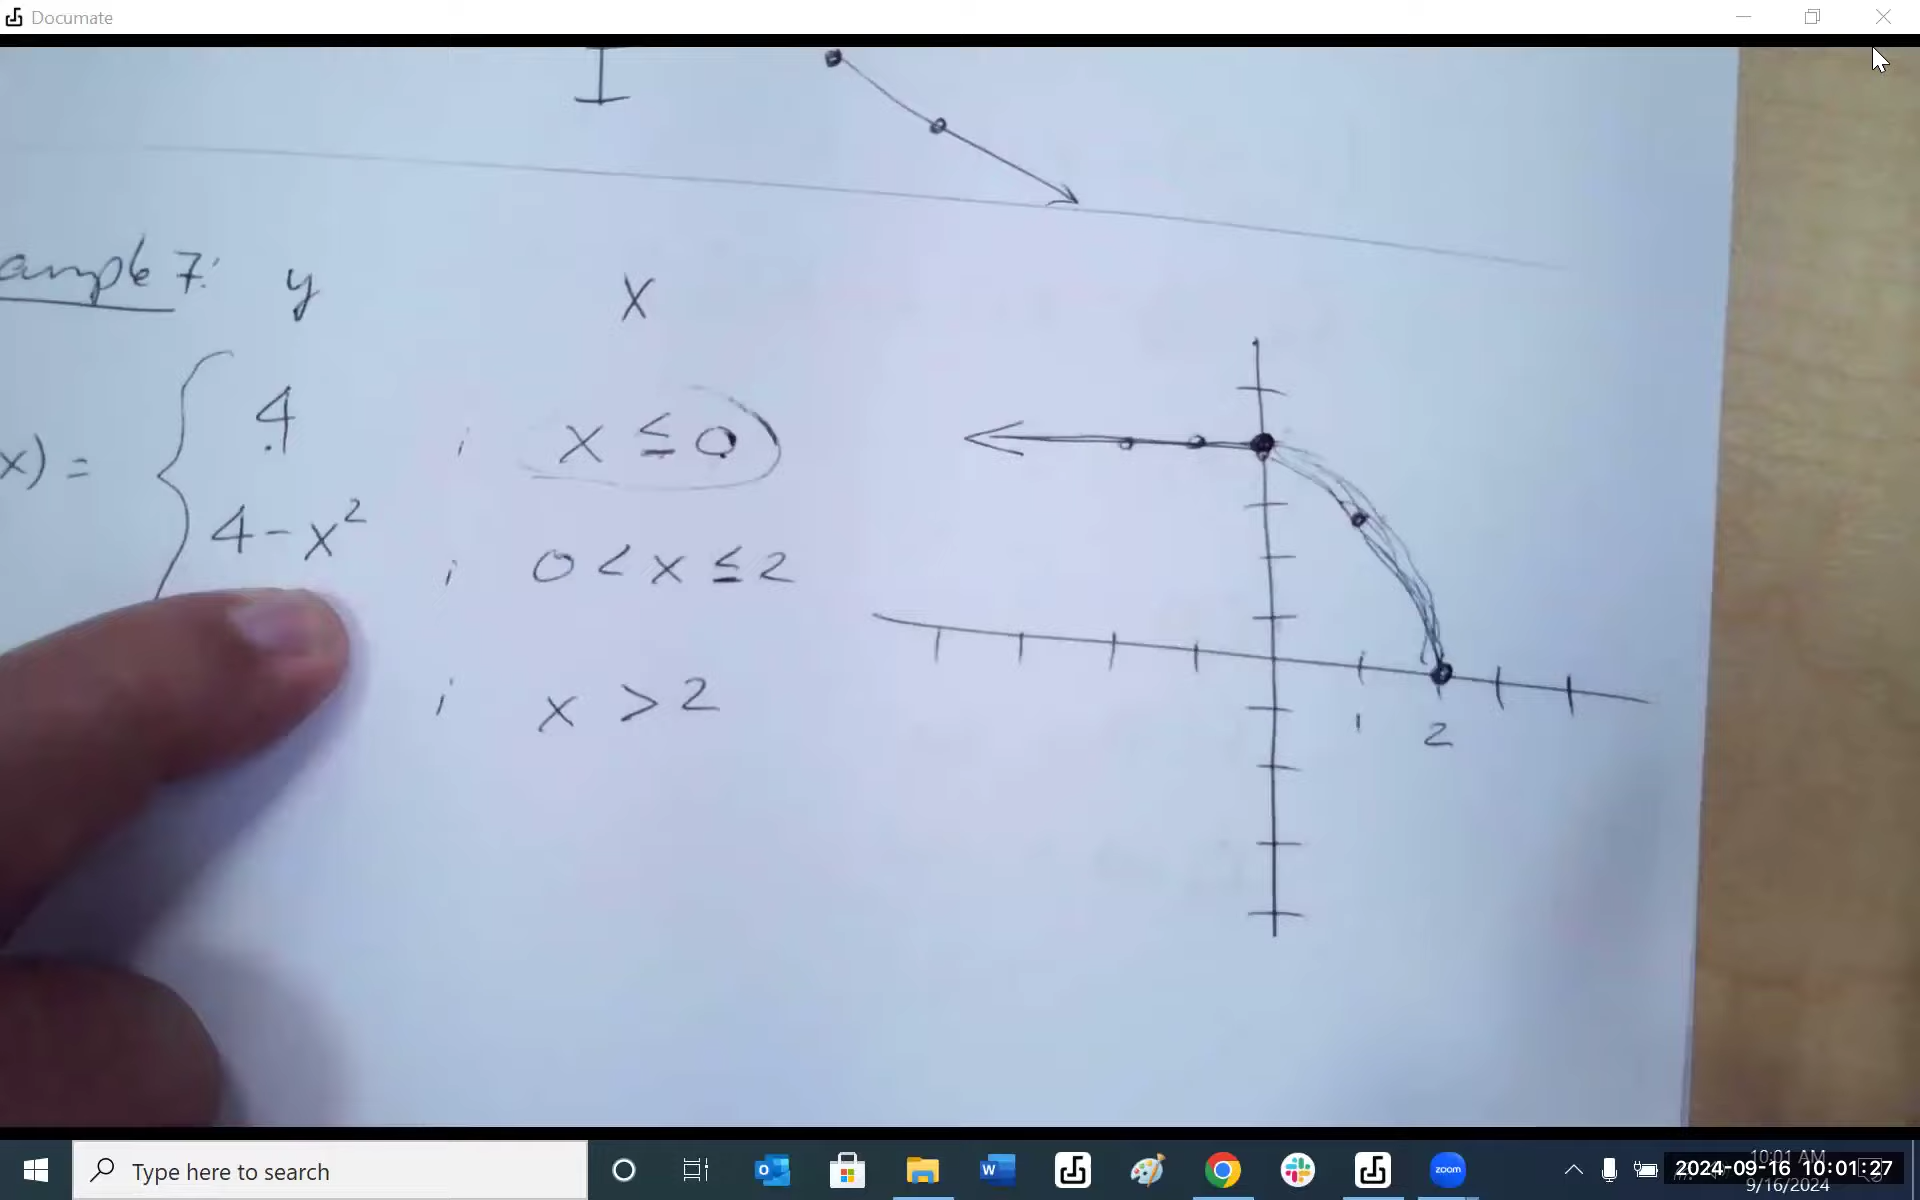 Documate
ample 7: y x
x) = { 4 ; x ≤ 0
4 - x² ; 0 < x ≤ 2
; x > 2
1 2
Type here to search
zoom
10:01 AM
2024-09-16 10:01:27
9/16/2024